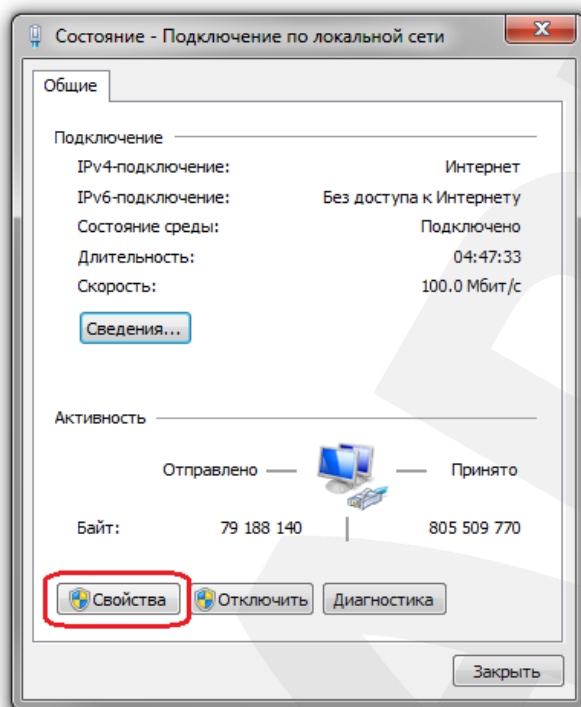 Состояние - Подключение по локальной сети
Общие
Подключение
IPv4-подключение: Интернет
IPv6-подключение: Без доступа к Интернету
Состояние среды: Подключено
Длительность: 04:47:33
Скорость: 100.0 Мбит/с
Сведения...
Активность
Отправлено — — Принято
Байт: 79 188 140 | 805 509 770
Свойства Отключить Диагностика
Закрыть